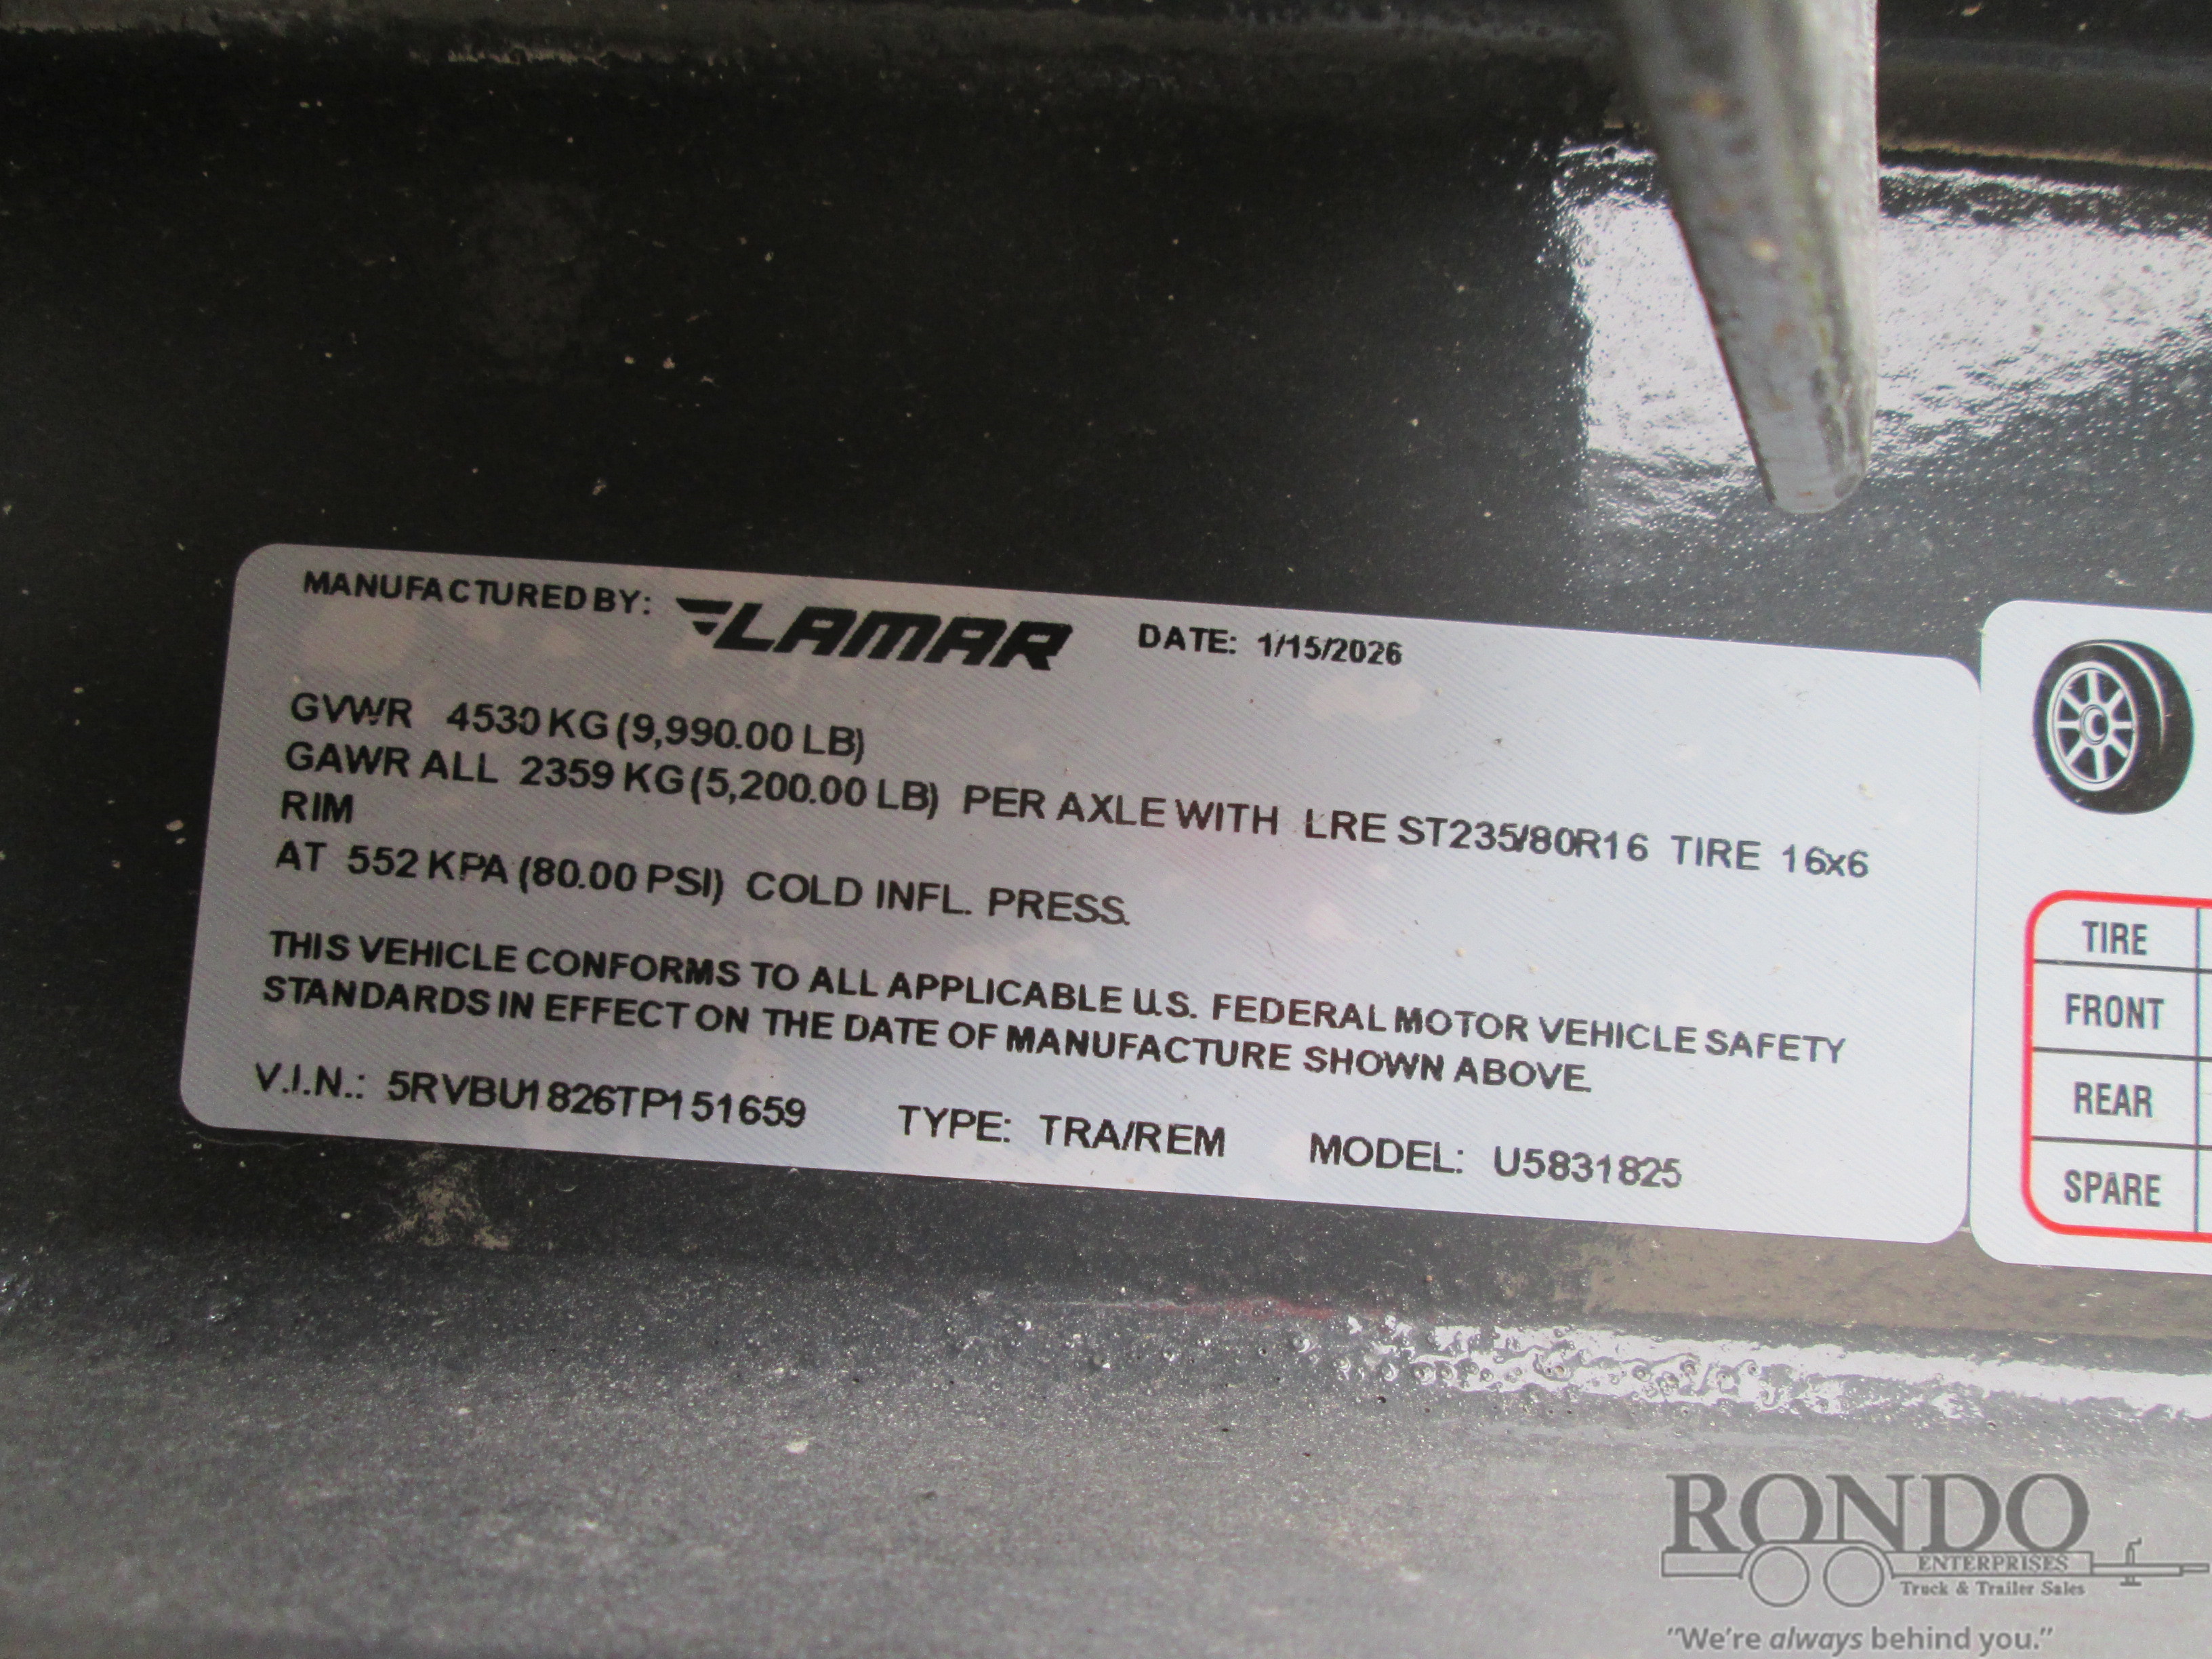 MANUFACTURED BY: LAMAR DATE: 1/15/2026
GVWR 4530 KG (9,990.00 LB)
GAWR ALL 2359 KG (5,200.00 LB) PER AXLE WITH LRE ST235/80R16 TIRE 16x6
RIM
AT 552 KPA (80.00 PSI) COLD INFL. PRESS.
THIS VEHICLE CONFORMS TO ALL APPLICABLE U.S. FEDERAL MOTOR VEHICLE SAFETY
STANDARDS IN EFFECT ON THE DATE OF MANUFACTURE SHOWN ABOVE.
V.I.N.: 5RVBU1826TP151659 TYPE: TRA/REM MODEL: U5831825
TIRE
FRONT
REAR
SPARE
RONDO
ENTERPRISES
Truck & Trailer Sales
"We're always behind you."